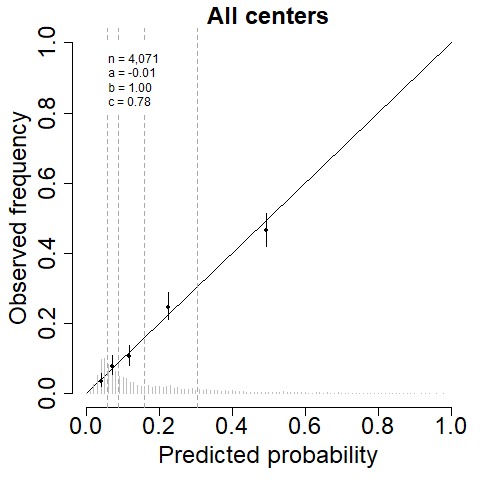 All centers
n = 4,071
a = -0.01
b = 1.00
c = 0.78
Observed frequency
1.0
0.8
0.6
0.4
0.2
0.0
0.0 0.2 0.4 0.6 0.8 1.0
Predicted probability